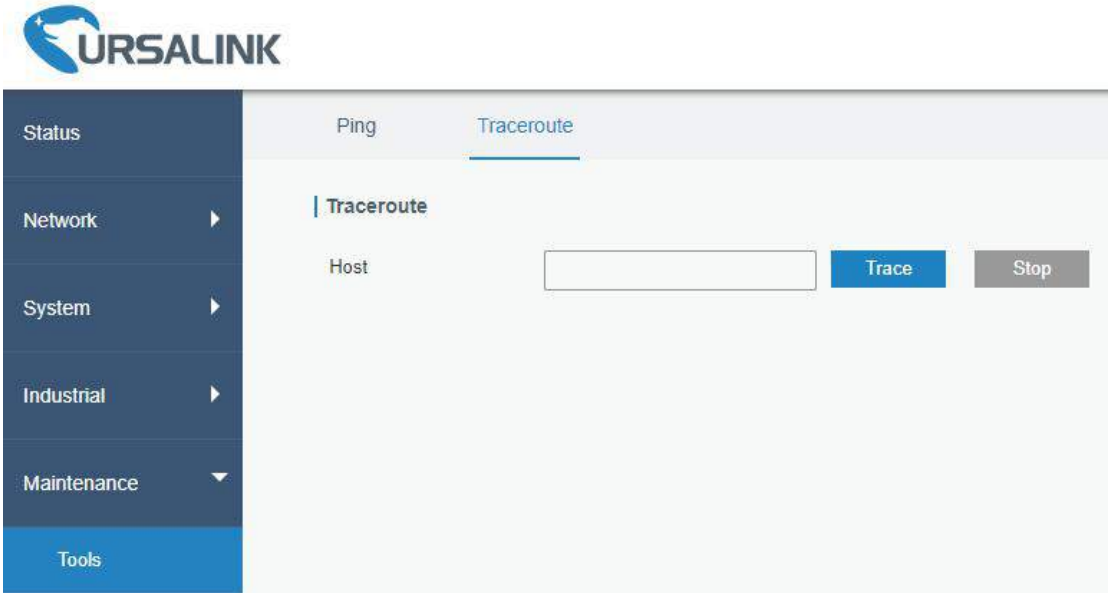 URSALINK
Status
Ping Traceroute
Traceroute
Network
Host Trace Stop
System
Industrial
Maintenance
Tools